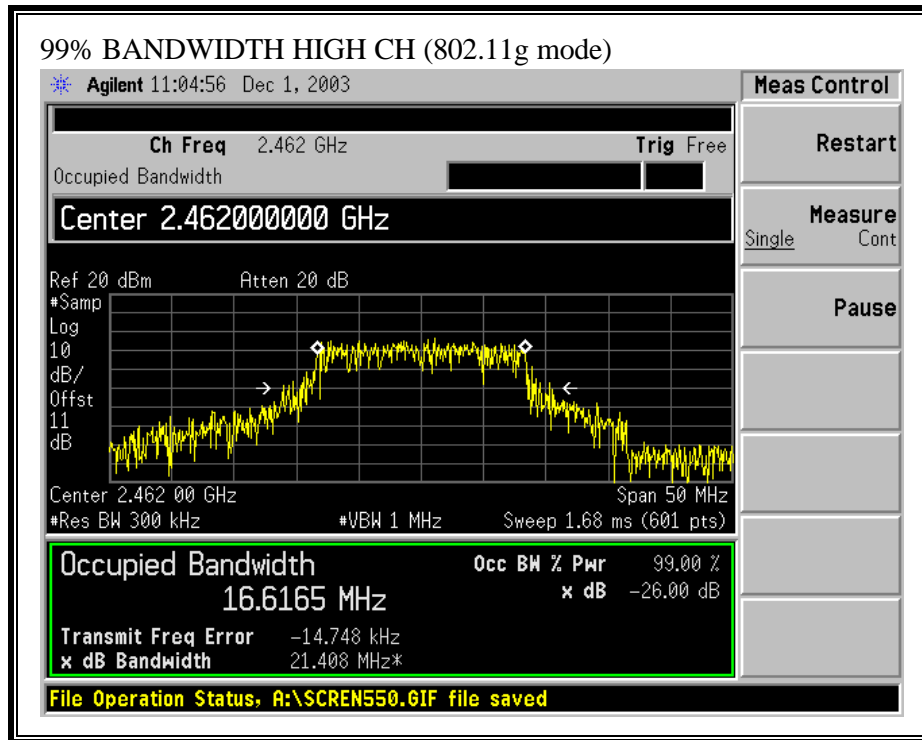 99% BANDWIDTH HIGH CH (802.11g mode)
Agilent 11:04:56 Dec 1, 2003
Meas Control
Ch Freq 2.462 GHz Trig Free
Occupied Bandwidth
Restart
Center 2.462000000 GHz
Measure
Single Cont
Ref 20 dBm Atten 20 dB
#Samp
Log
10
dB/
Offst
11
dB
Pause
Center 2.462 00 GHz Span 50 MHz
#Res BW 300 kHz #VBW 1 MHz Sweep 1.68 ms (601 pts)
Occupied Bandwidth
16.6165 MHz
Occ BW % Pwr 99.00 %
x dB -26.00 dB
Transmit Freq Error -14.748 kHz
x dB Bandwidth 21.408 MHz*
File Operation Status, A:\SCREN550.GIF file saved